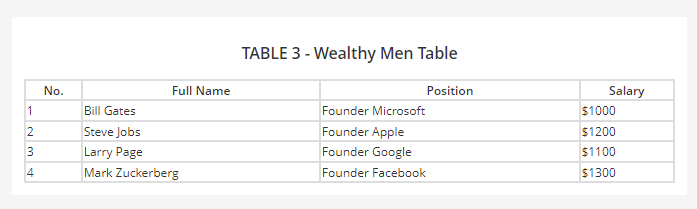 TABLE 3 - Wealthy Men Table
No. Full Name Position Salary
1 Bill Gates Founder Microsoft $1000
2 Steve Jobs Founder Apple $1200
3 Larry Page Founder Google $1100
4 Mark Zuckerberg Founder Facebook $1300